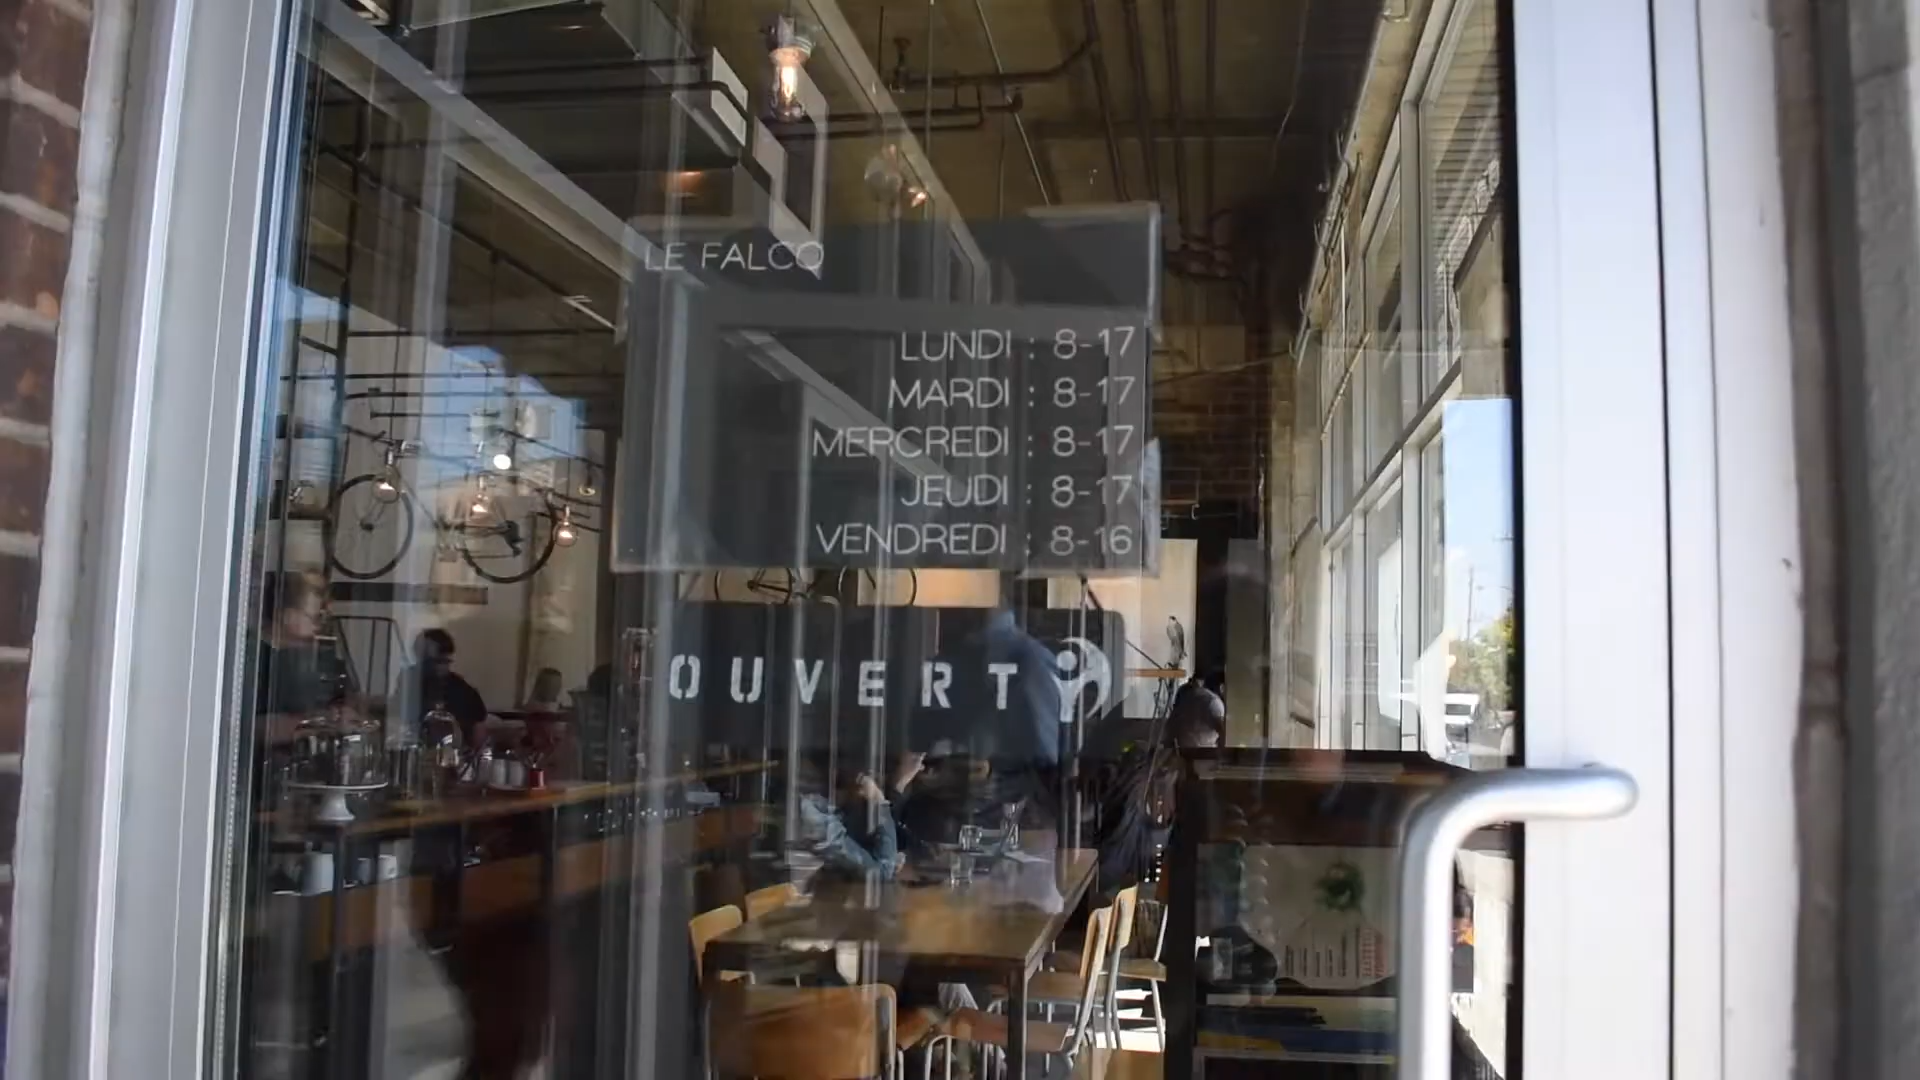 LE FALCO
LUNDI : 8-17
MARDI : 8-17
MERCREDI : 8-17
JEUDI : 8-17
VENDREDI : 8-16
OUVERT